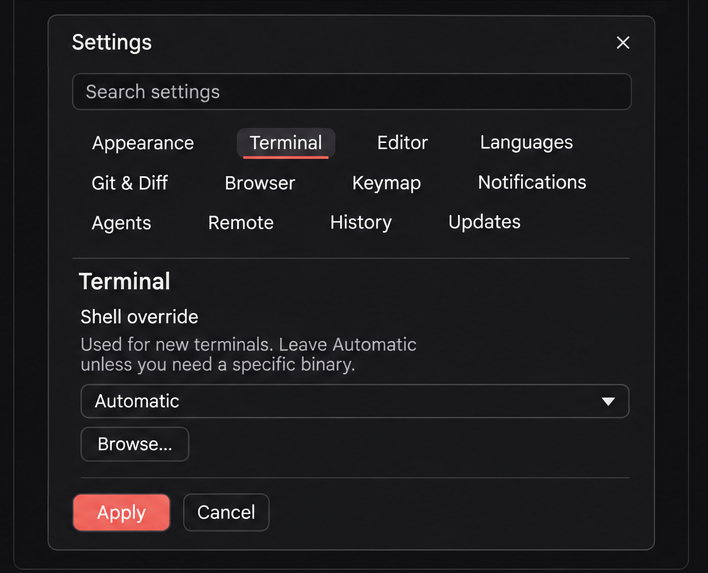 Settings
Search settings
Appearance Terminal Editor Languages
Git & Diff Browser Keymap Notifications
Agents Remote History Updates
Terminal
Shell override
Used for new terminals. Leave Automatic
unless you need a specific binary.
Automatic
Browse...
Apply Cancel